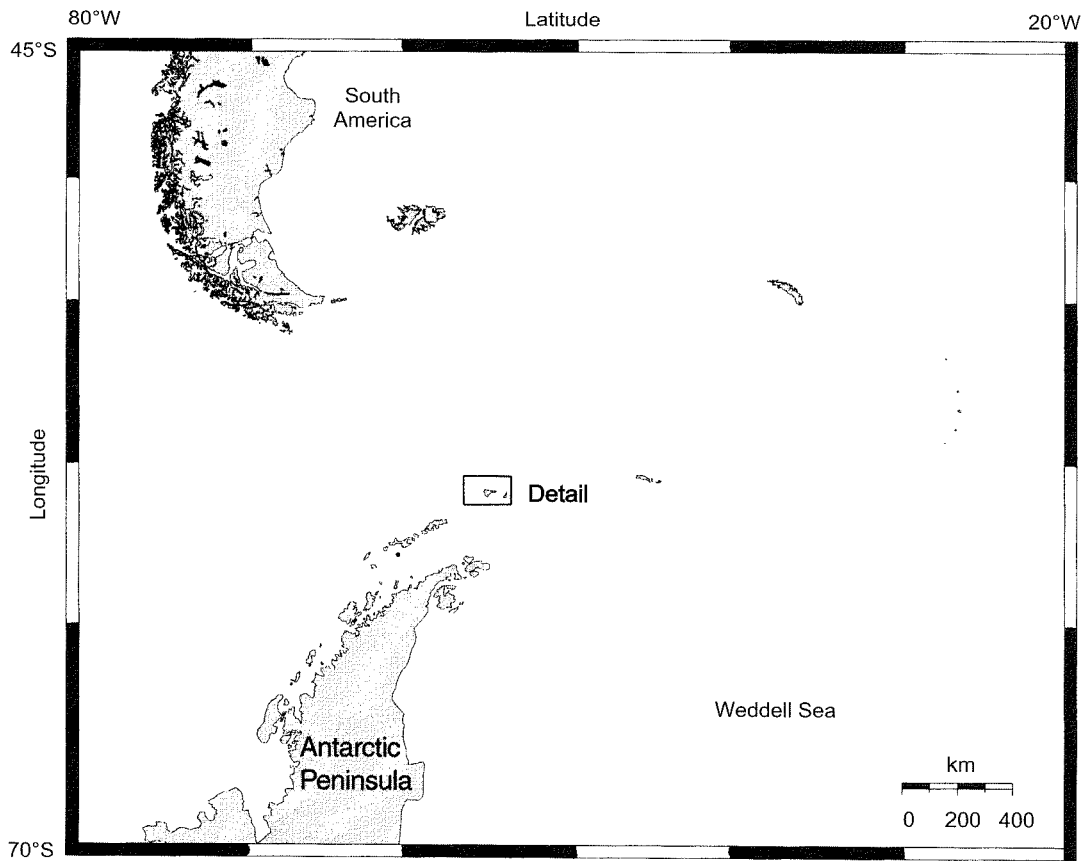 80°W
Latitude
20°W
45°S
South
America
Longitude
Detail
Weddell Sea
Antarctic
Peninsula
km
0 200 400
70°S